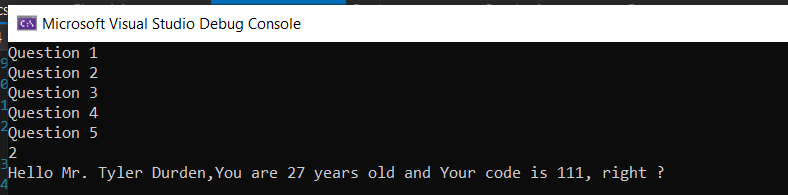 Microsoft Visual Studio Debug Console
Question 1
Question 2
Question 3
Question 4
Question 5
2
Hello Mr. Tyler Durden,You are 27 years old and Your code is 111, right ?